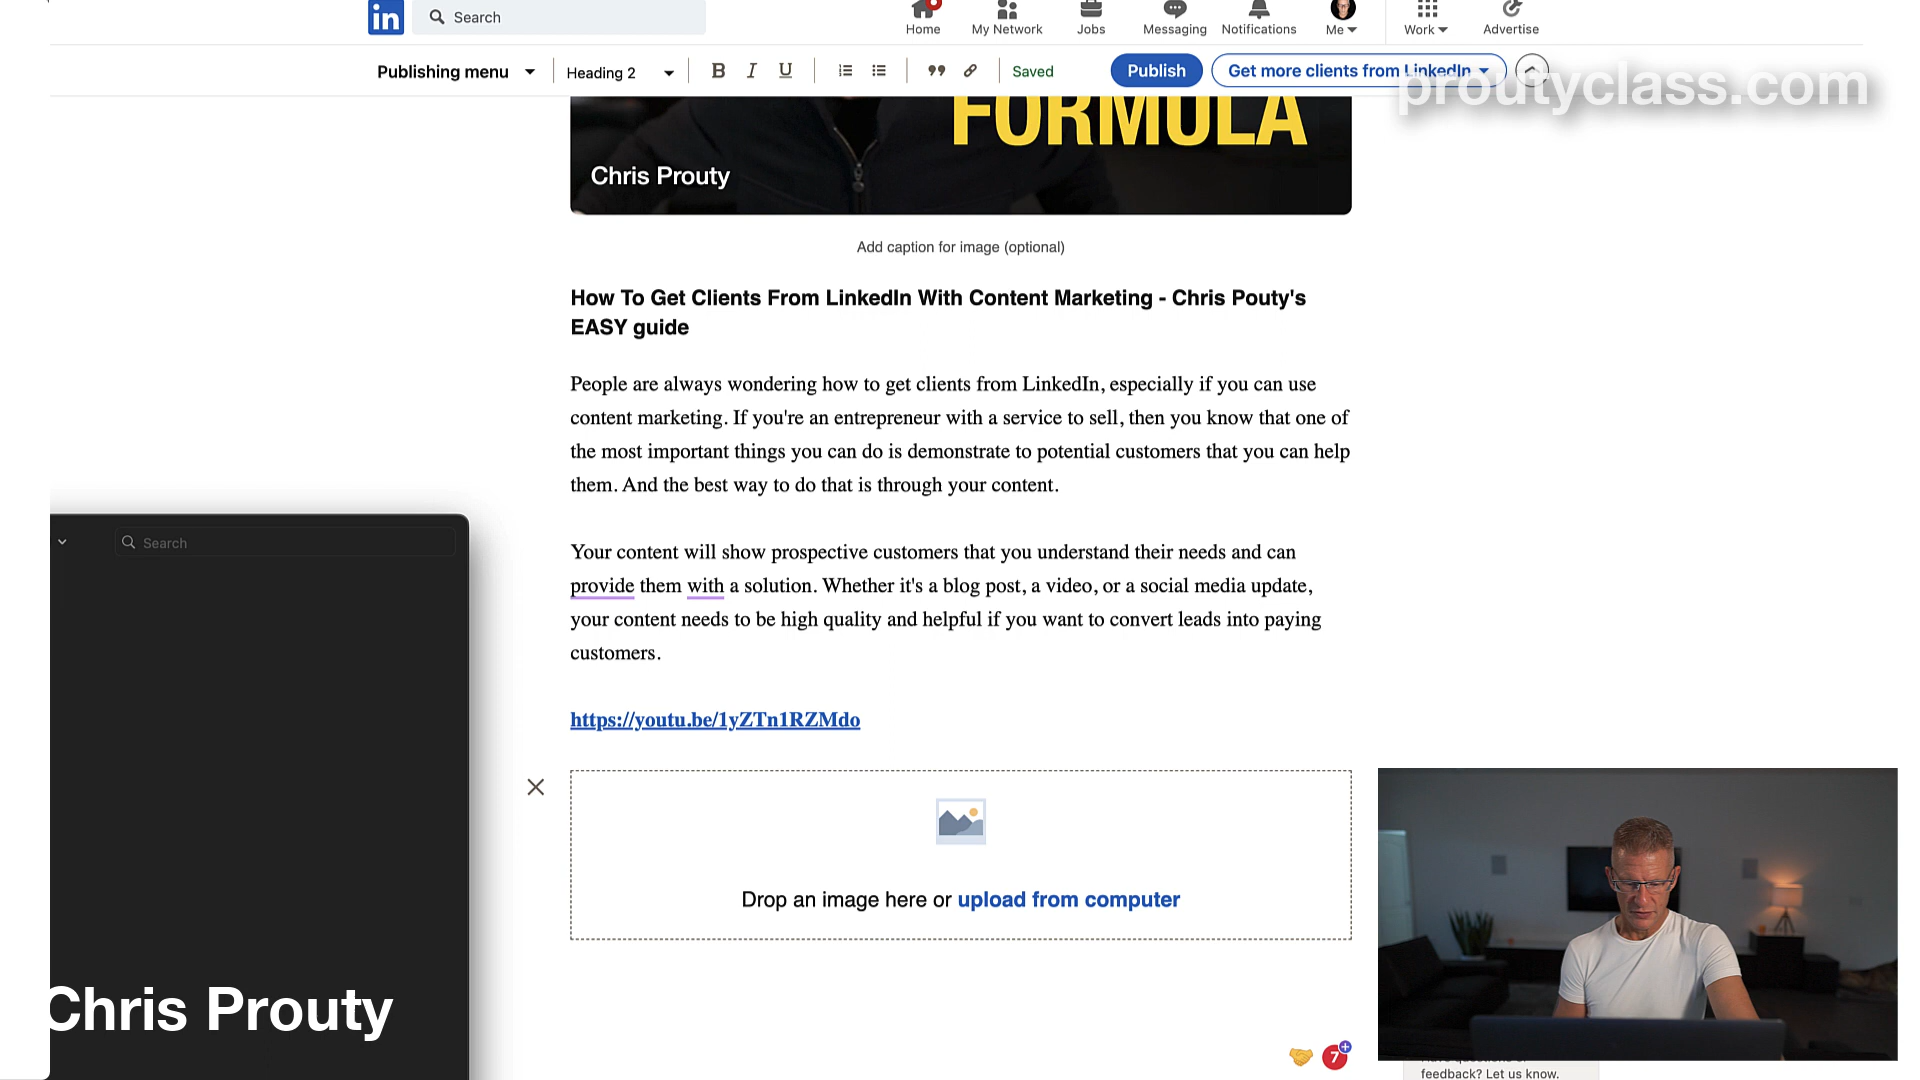 in Search Home My Network Jobs Messaging Notifications Me Work Advertise
Publishing menu Heading 2 B I U Saved Publish Get more clients from LinkedIn
proutyclass.com
FORMULA
Chris Prouty
Add caption for image (optional)
How To Get Clients From LinkedIn With Content Marketing - Chris Pouty's
EASY guide
People are always wondering how to get clients from LinkedIn, especially if you can use
content marketing. If you're an entrepreneur with a service to sell, then you know that one of
the most important things you can do is demonstrate to potential customers that you can help
them. And the best way to do that is through your content.
Search
Your content will show prospective customers that you understand their needs and can
provide them with a solution. Whether it's a blog post, a video, or a social media update,
your content needs to be high quality and helpful if you want to convert leads into paying
customers.
https://youtu.be/1yZTn1RZMdo
Drop an image here or upload from computer
Chris Prouty
7
feedback? Let us know.